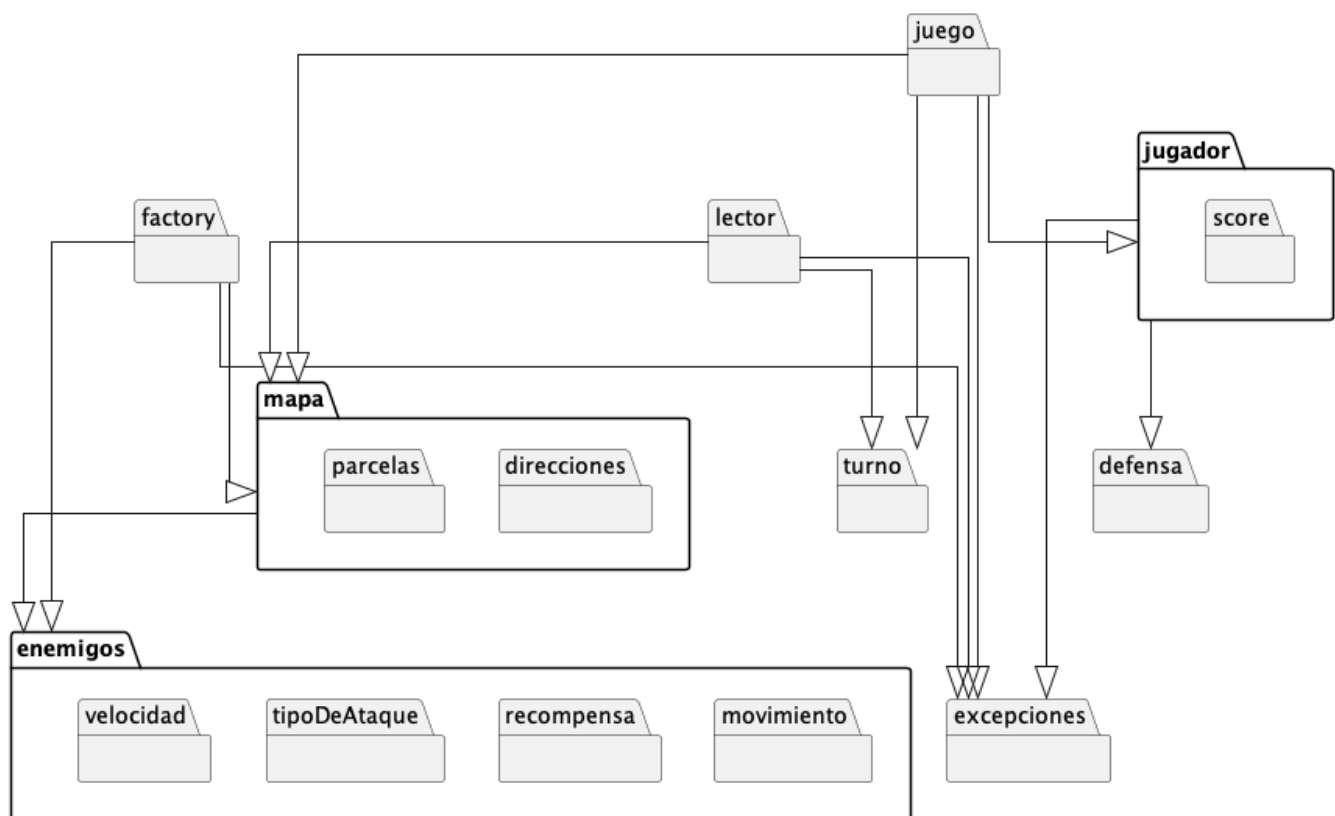 juego
jugador
factory
lector
score
mapa
parcelas
direcciones
turno
defensa
enemigos
velocidad
tipoDeAtaque
recompensa
movimiento
excepciones